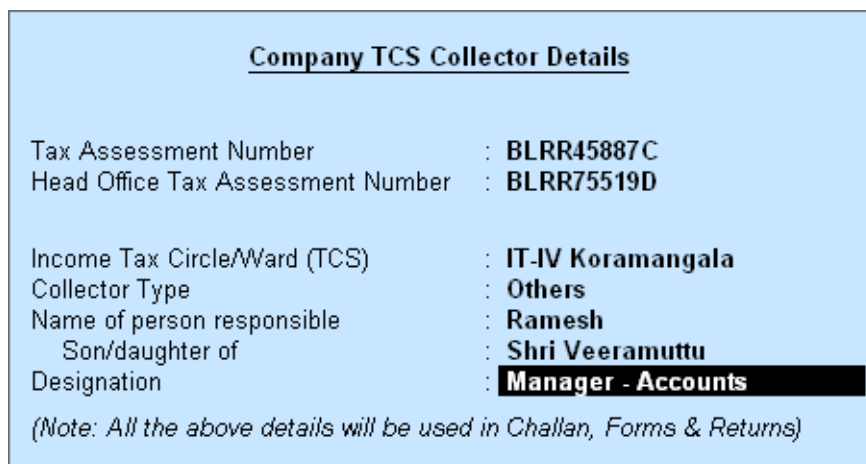 Company TCS Collector Details
Tax Assessment Number : BLRR45887C
Head Office Tax Assessment Number : BLRR75519D
Income Tax Circle/Ward (TCS) : IT-IV Koramangala
Collector Type : Others
Name of person responsible : Ramesh
Son/daughter of : Shri Veeramuttu
Designation : Manager - Accounts
(Note: All the above details will be used in Challan, Forms & Returns)